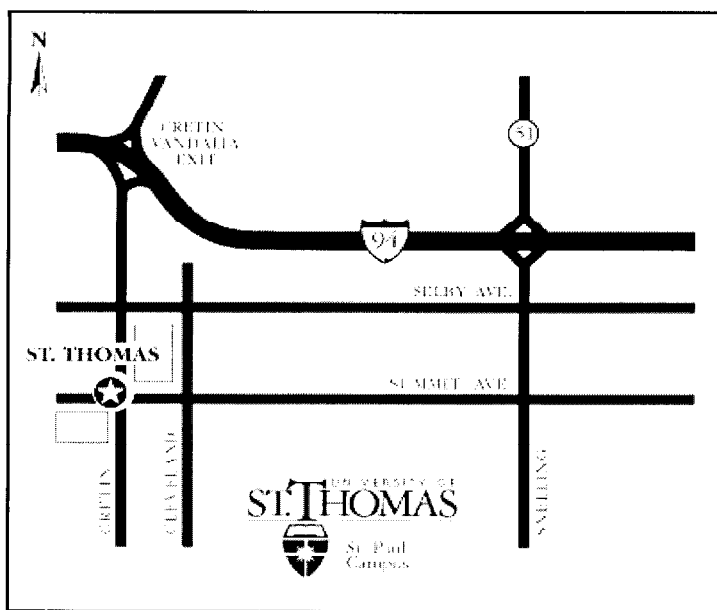 N
N
CRETIN
VANDALIA
EXIT
51
94
SELBY AVE.
ST. THOMAS
SUMMIT AVE
CRETIN
CLEVELAND
SNELLING
UNIVERSITY OF
ST. THOMAS
St. Paul
Campus